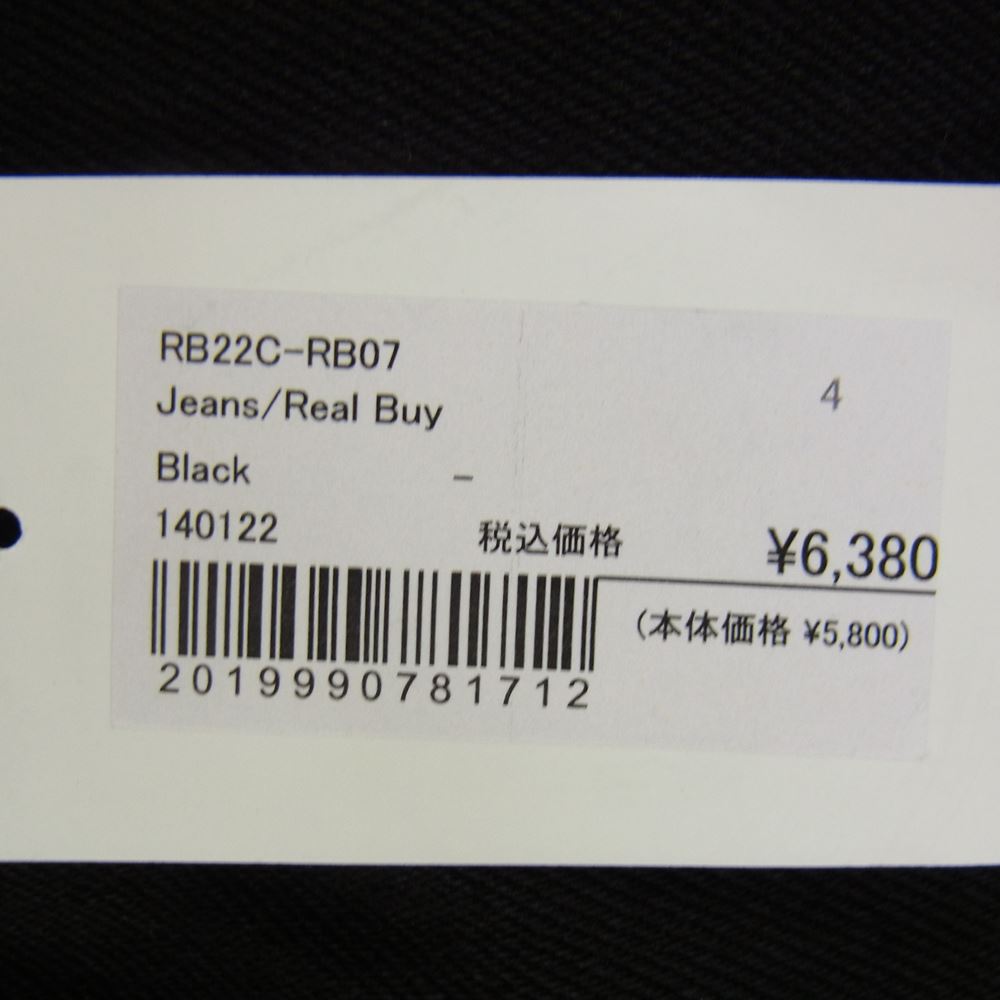 RB22C-RB07
Jeans/Real Buy
4
Black –
140122
税込価格 ¥6,380
(本体価格 ¥5,800)
2019990781712